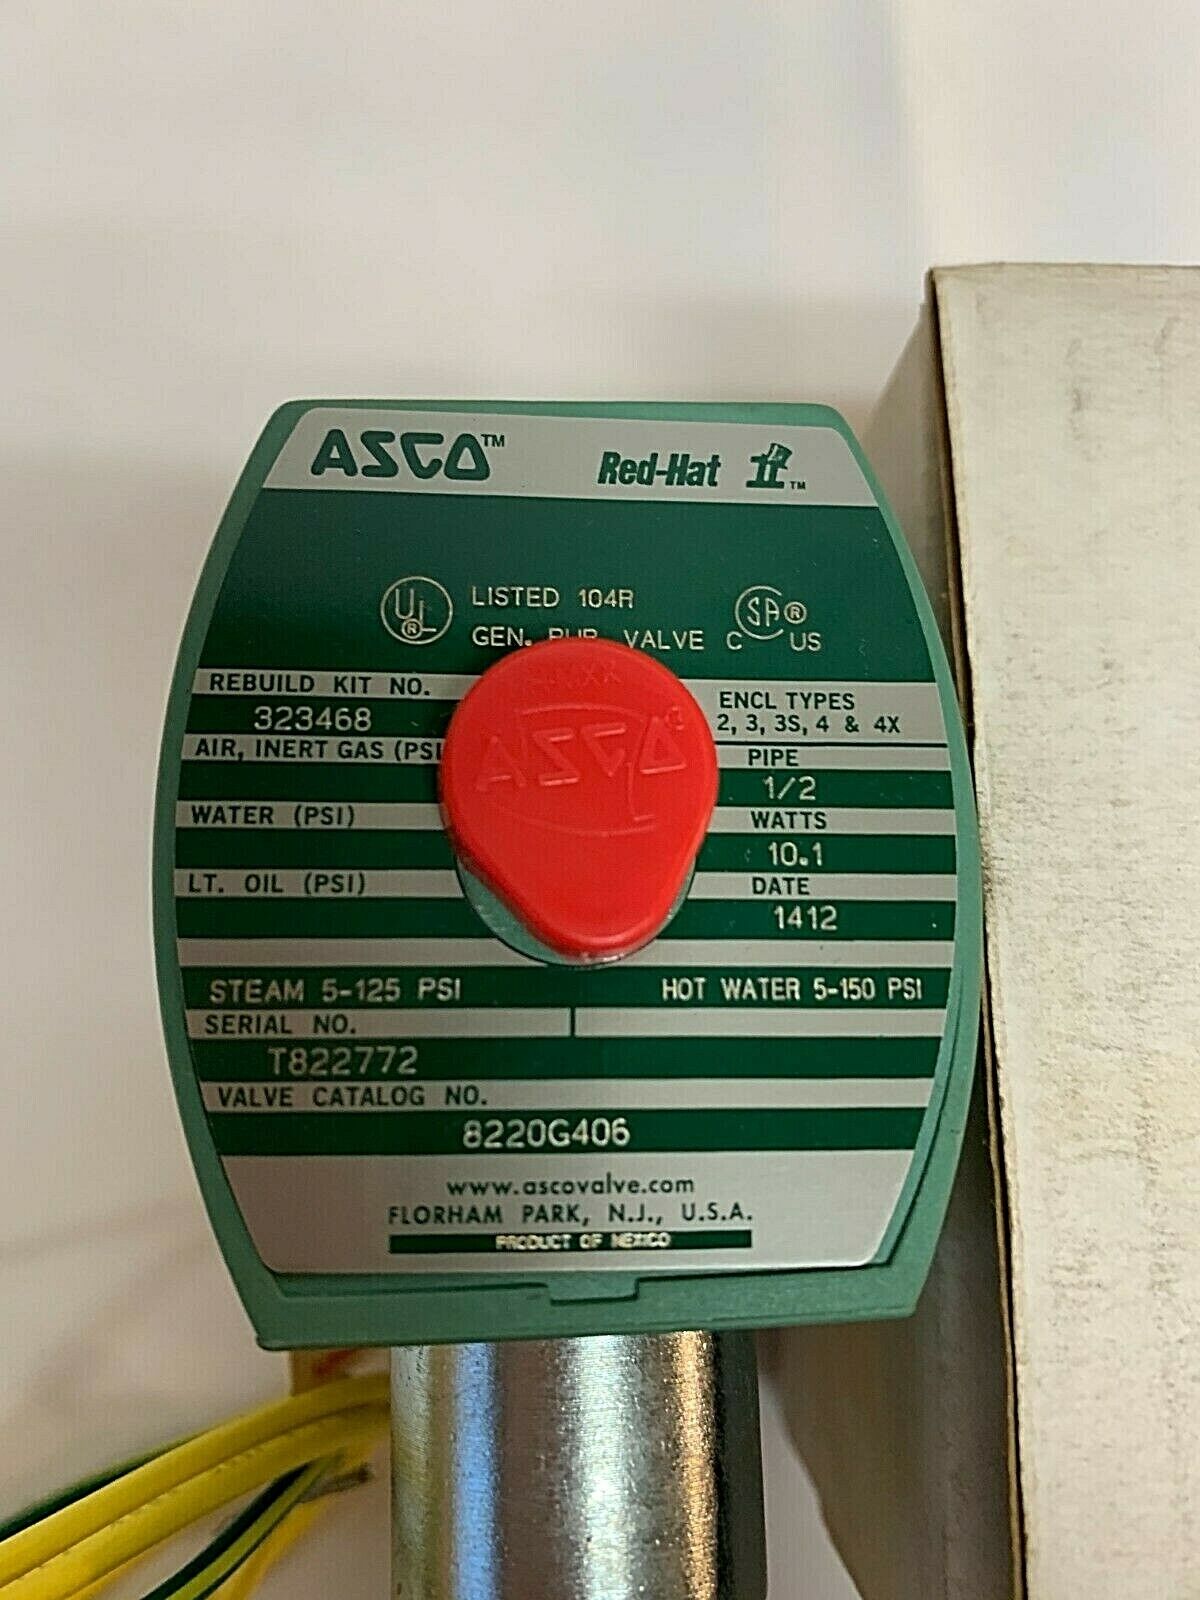 ASCO™ Red-Hat II™
UL® LISTED 104R
GEN. PUR. VALVE C SA® US
REBUILD KIT NO. ENCL TYPES
323468 2, 3, 3S, 4 & 4X
AIR, INERT GAS (PSI PIPE
1/2
WATER (PSI) WATTS
10.1
LT. OIL (PSI) DATE
1412
ASCO®
STEAM 5-125 PSI HOT WATER 5-150 PSI
SERIAL NO.
T822772
VALVE CATALOG NO.
8220G406
www.ascovalve.com
FLORHAM PARK, N.J., U.S.A.
PRODUCT OF MEXICO